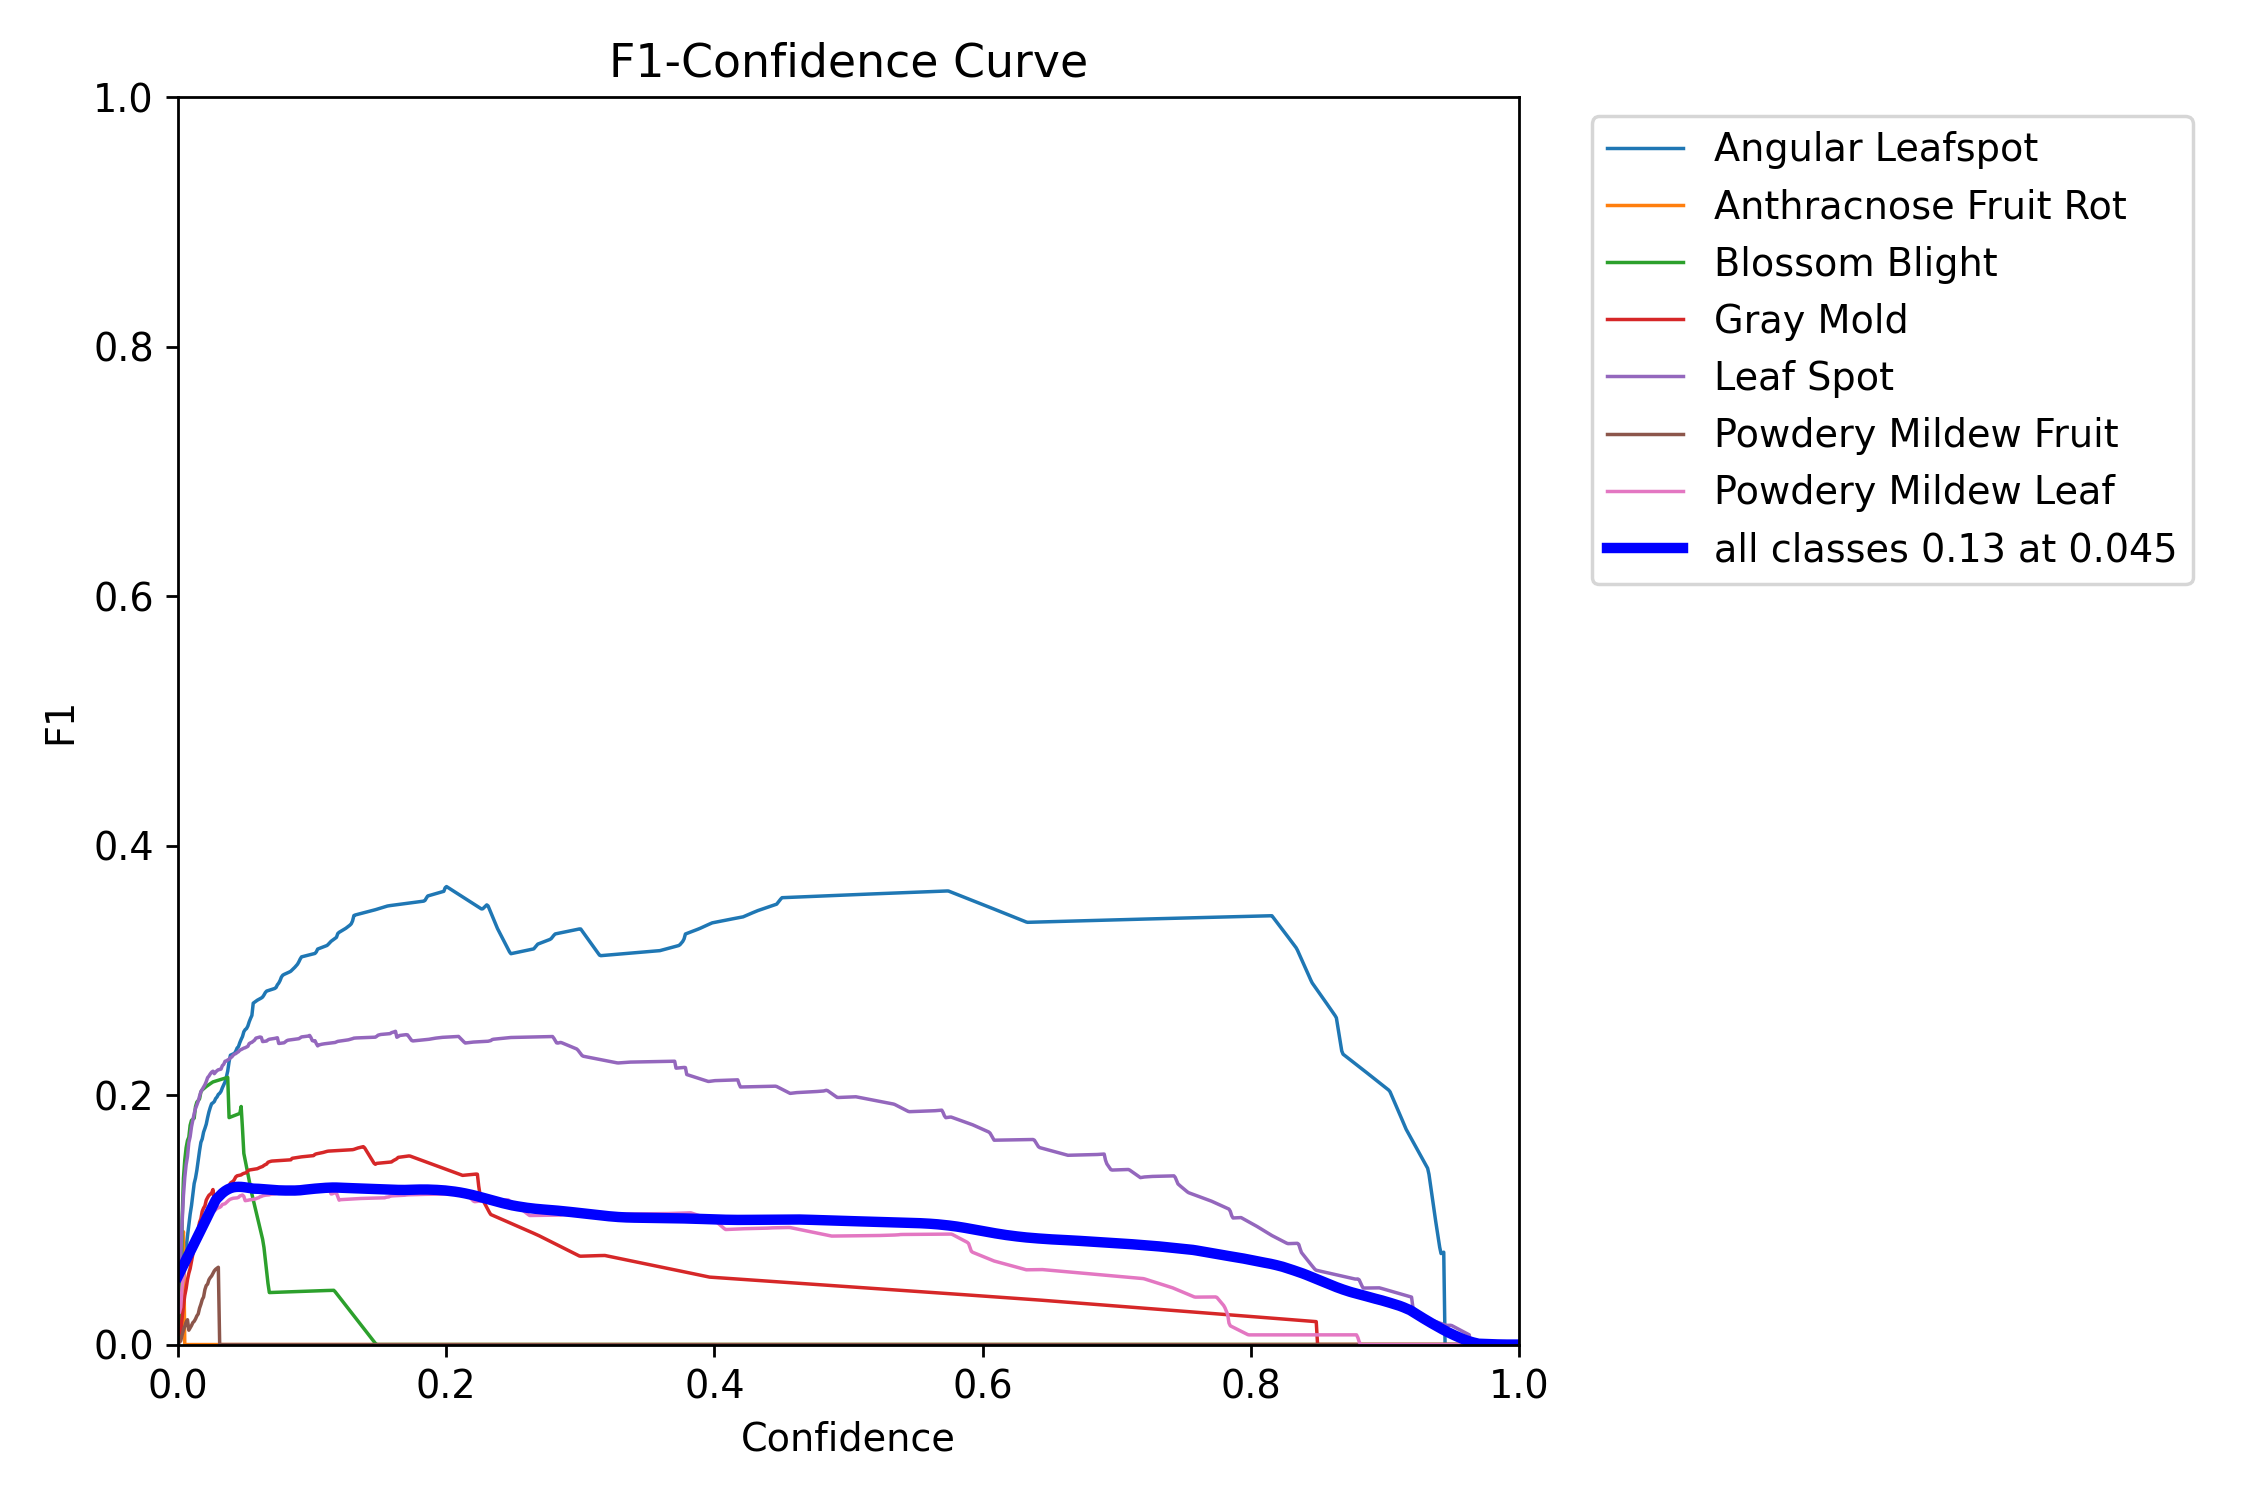 F1-Confidence Curve
1.0
0.8
0.6
0.4
0.2
0.0
F1
0.0 0.2 0.4 0.6 0.8 1.0
Confidence
Angular Leafspot
Anthracnose Fruit Rot
Blossom Blight
Gray Mold
Leaf Spot
Powdery Mildew Fruit
Powdery Mildew Leaf
all classes 0.13 at 0.045